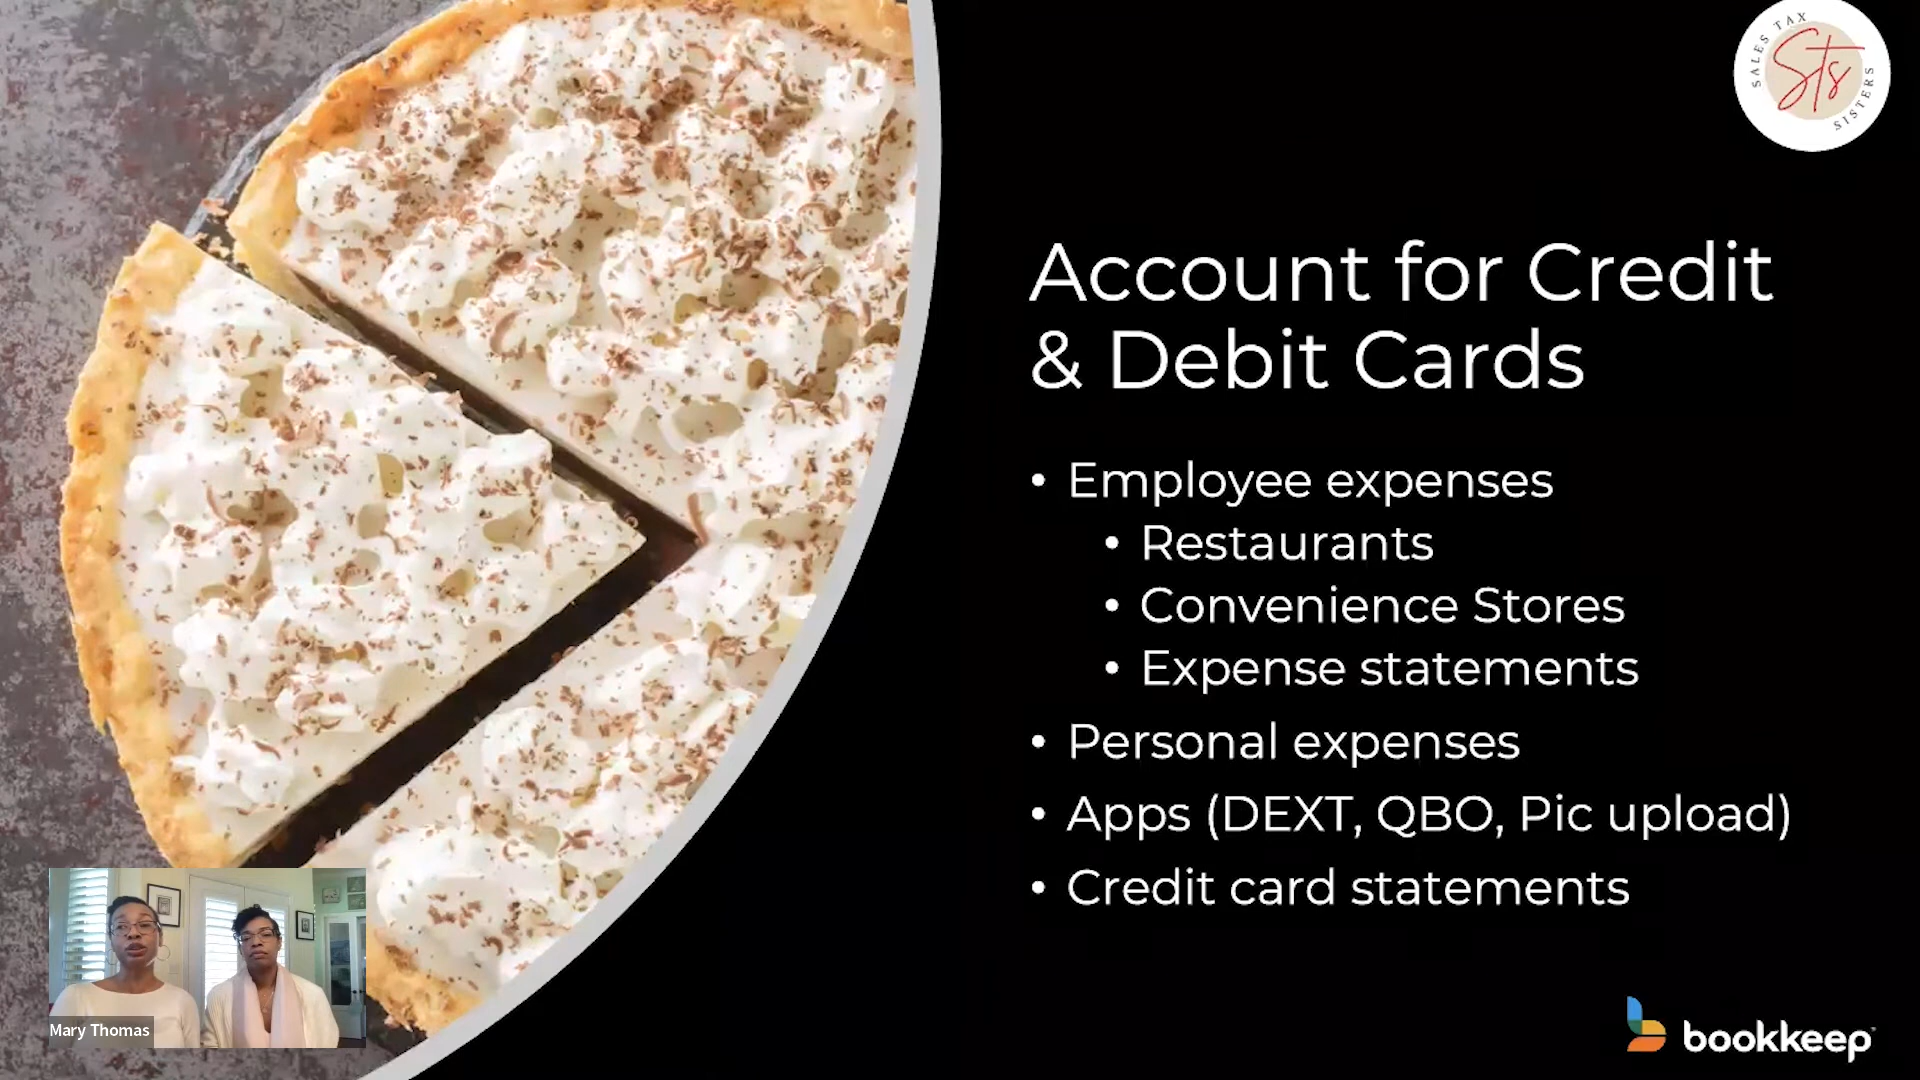 SALES TAX
Sts
SISTERS
Account for Credit
& Debit Cards
• Employee expenses
• Restaurants
• Convenience Stores
• Expense statements
• Personal expenses
• Apps (DEXT, QBO, Pic upload)
• Credit card statements
Mary Thomas
bookkeep